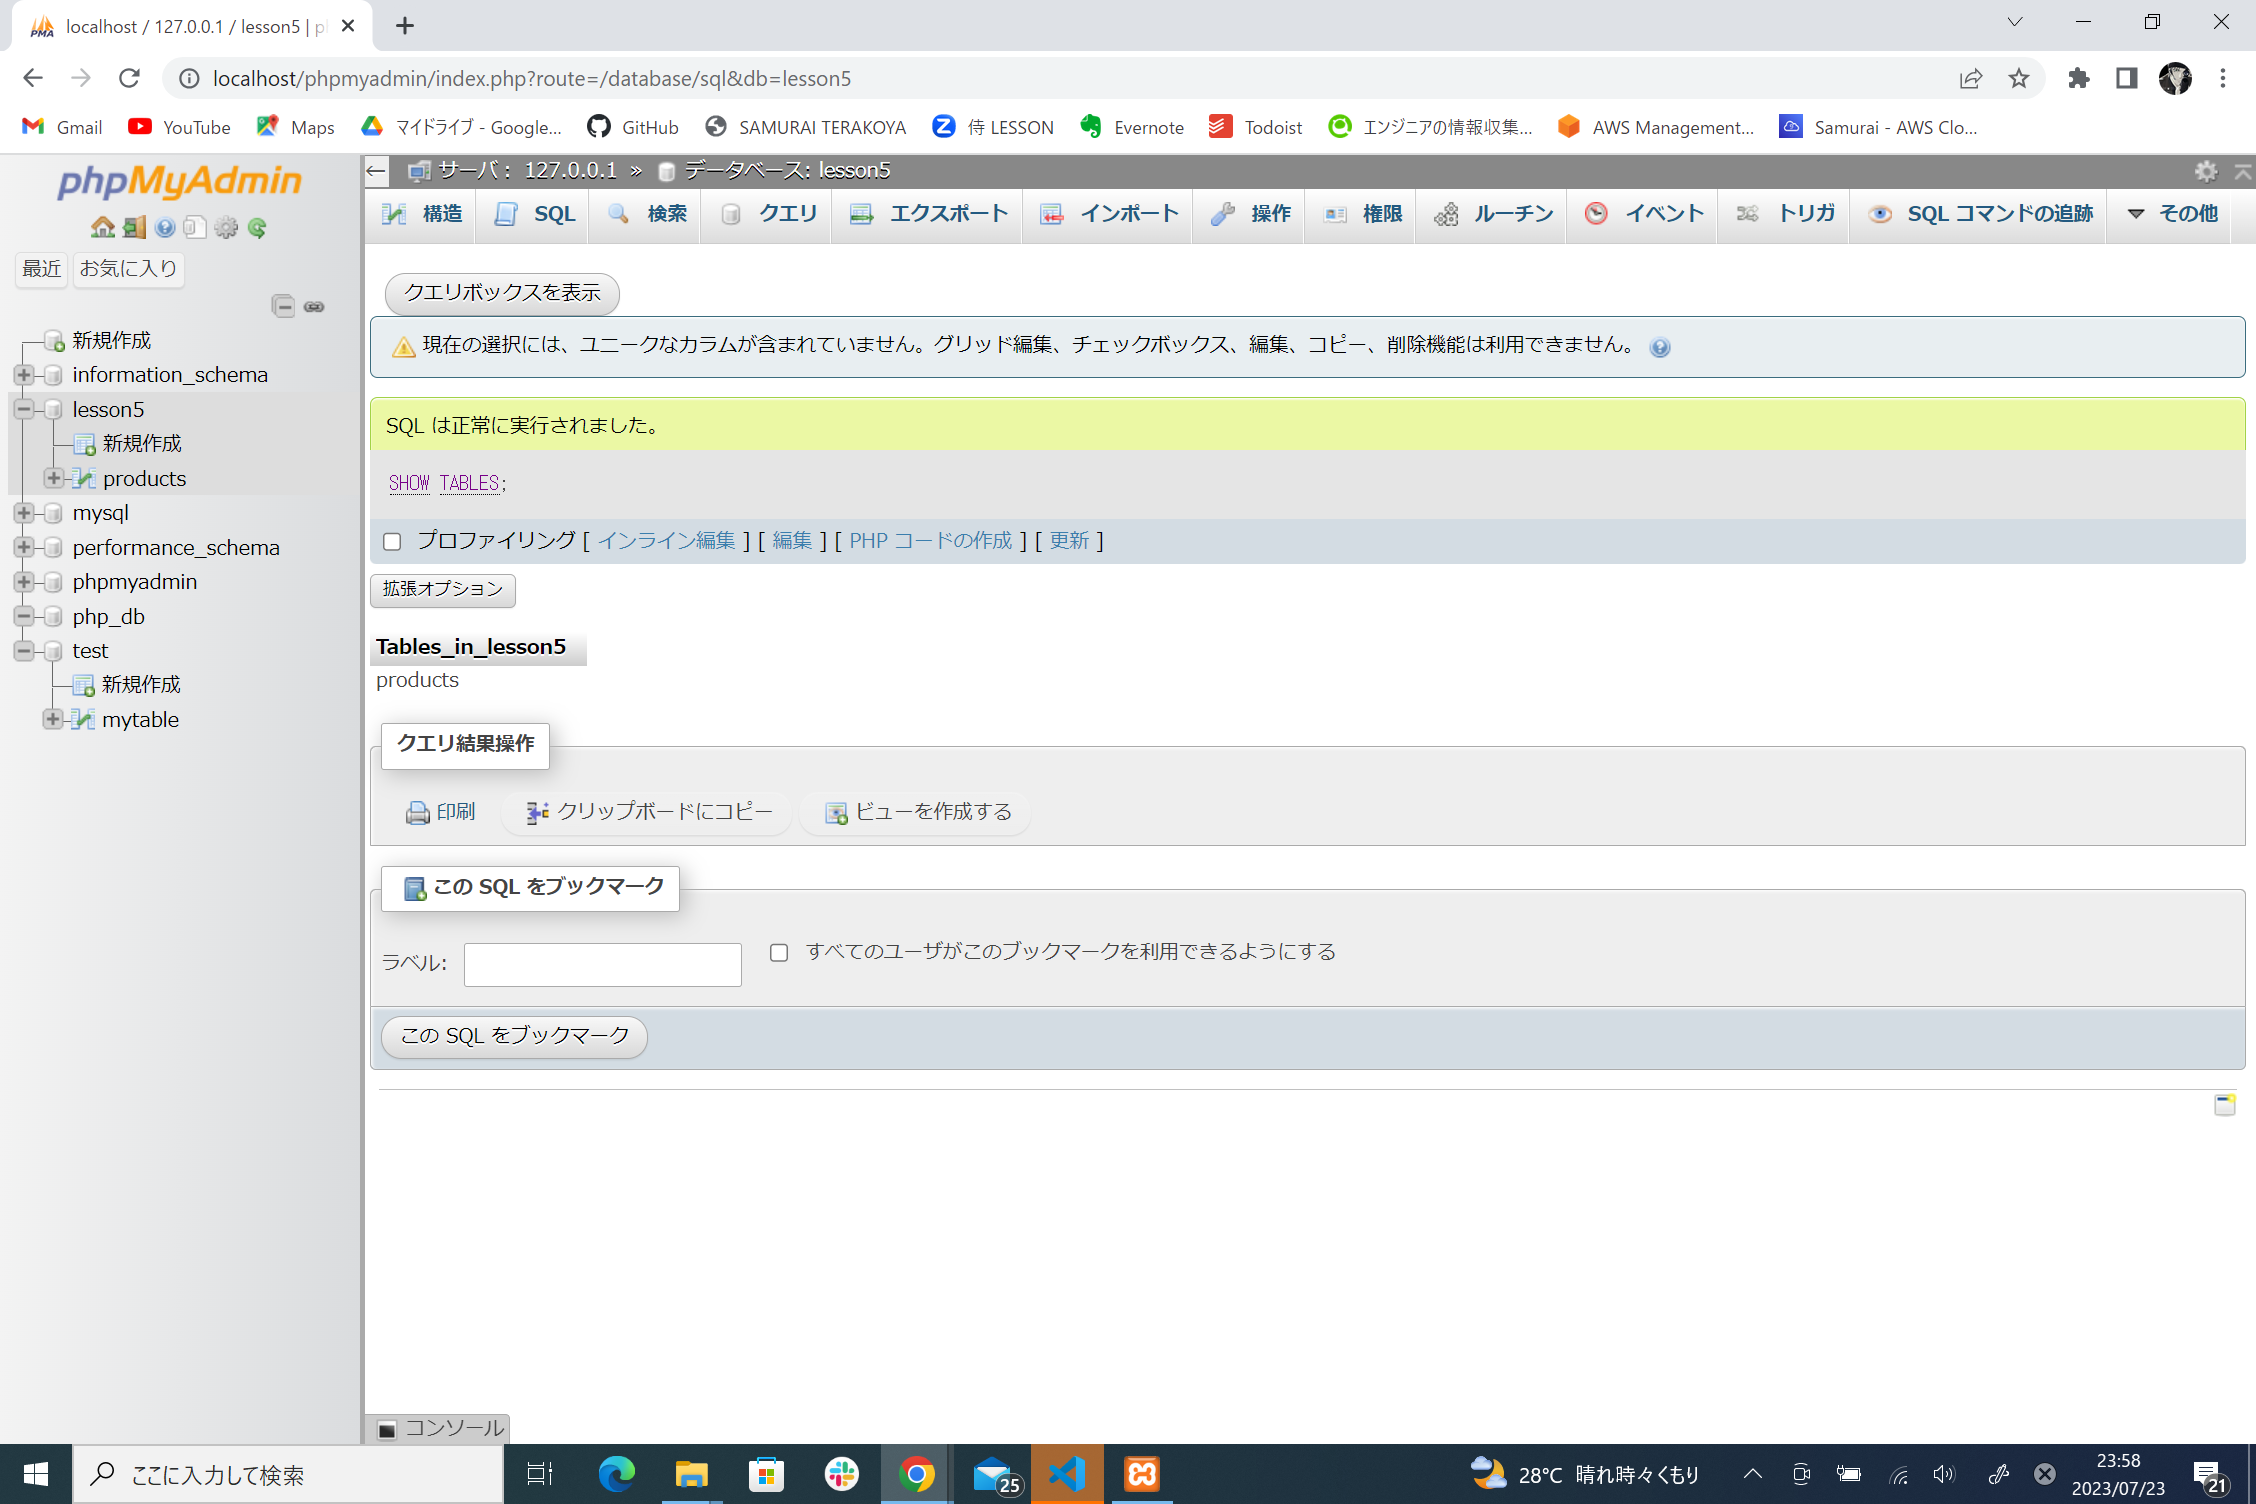 localhost / 127.0.0.1 / lesson5 | p
localhost/phpmyadmin/index.php?route=/database/sql&db=lesson5
Gmail YouTube Maps マイドライブ - Google... GitHub SAMURAI TERAKOYA 侍 LESSON Evernote Todoist エンジニアの情報収集... AWS Management... Samurai - AWS Clo...
phpMyAdmin
最近 お気に入り
新規作成
information_schema
lesson5
新規作成
products
mysql
performance_schema
phpmyadmin
php_db
test
新規作成
mytable
サーバ: 127.0.0.1 » データベース: lesson5
構造 SQL 検索 クエリ エクスポート インポート 操作 権限 ルーチン イベント トリガ SQL コマンドの追跡 その他
クエリボックスを表示
現在の選択には、ユニークなカラムが含まれていません。グリッド編集、チェックボックス、編集、コピー、削除機能は利用できません。
SQL は正常に実行されました。
SHOW TABLES;
プロファイリング [ インライン編集 ] [ 編集 ] [ PHP コードの作成 ] [ 更新 ]
拡張オプション
Tables_in_lesson5
products
クエリ結果操作
印刷 クリップボードにコピー ビューを作成する
この SQL をブックマーク
ラベル: すべてのユーザがこのブックマークを利用できるようにする
この SQL をブックマーク
コンソール
ここに入力して検索
25
28°C 晴れ時々くもり
23:58
2023/07/23
21